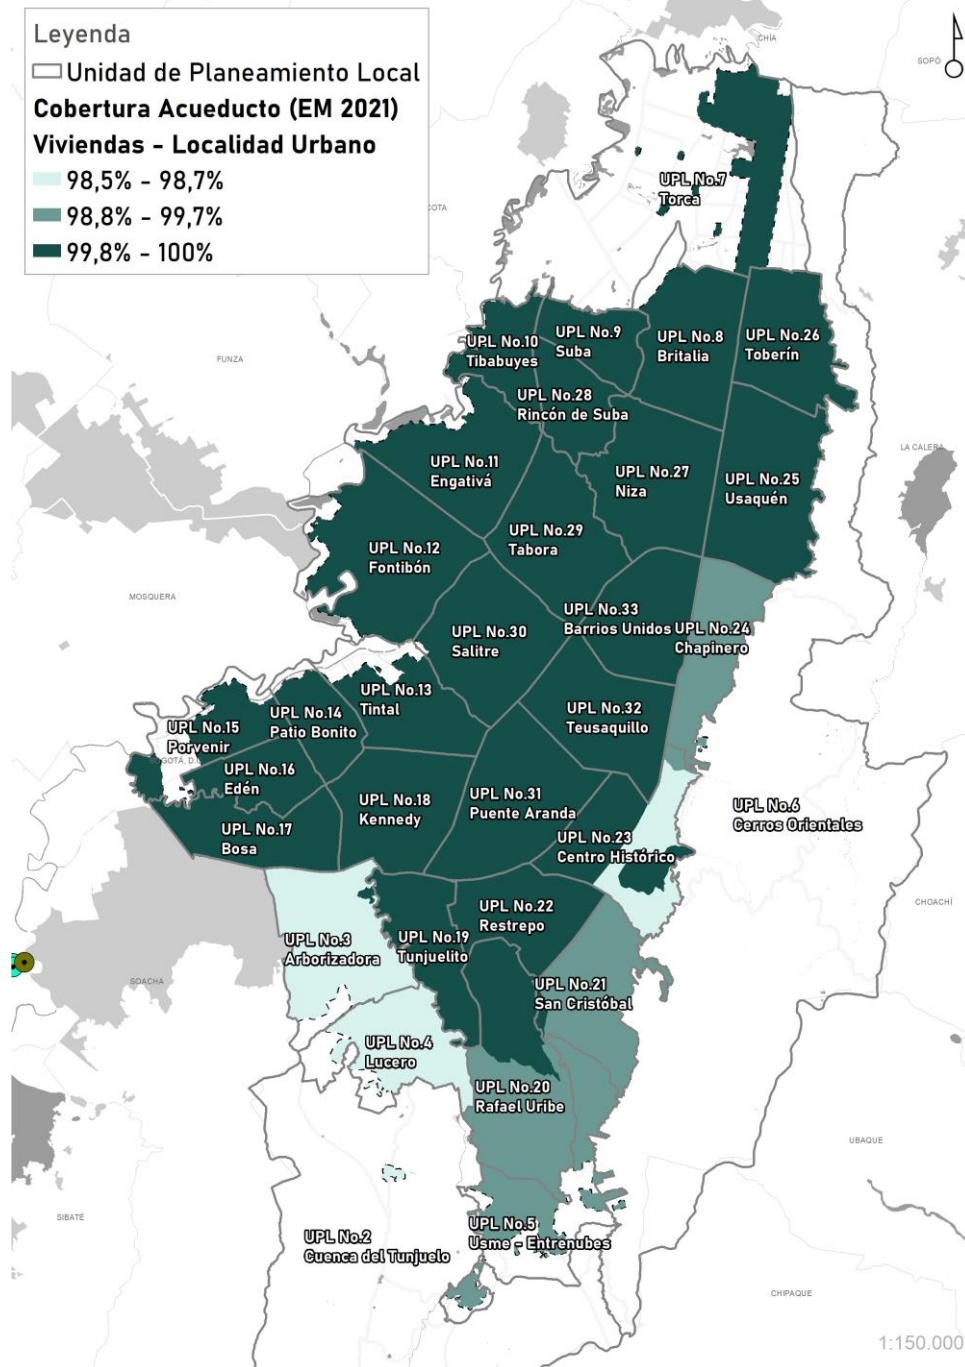 Leyenda
Unidad de Planeamiento Local
Cobertura Acueducto (EM 2021)
Viviendas - Localidad Urbano
98,5% - 98,7%
98,8% - 99,7%
99,8% - 100%
CHÍA
SOPÓ
COTA
UPL No.7
Torca
FUNZA
UPL No.10
Tibabuyes
UPL No.9
Suba
UPL No.8
Britalia
UPL No.26
Toberín
UPL No.28
Rincón de Suba
LA CALERA
UPL No.11
Engativá
UPL No.27
Niza
UPL No.25
Usaquén
UPL No.12
Fontibón
UPL No.29
Tabora
MOSQUERA
UPL No.30
Salitre
UPL No.33
Barrios Unidos
UPL No.24
Chapinero
UPL No.15
Porvenir
BOGOTÁ, D.C.
UPL No.14
Patio Bonito
UPL No.13
Tintal
UPL No.32
Teusaquillo
UPL No.16
Edén
UPL No.18
Kennedy
UPL No.31
Puente Aranda
UPL No.6
Cerros Orientales
UPL No.17
Bosa
UPL No.23
Centro Histórico
CHOACHÍ
UPL No.3
Arborizadora
UPL No.19
Tunjuelito
UPL No.22
Restrepo
SOACHA
UPL No.21
San Cristóbal
UPL No.4
Lucero
UPL No.20
Rafael Uribe
UBAQUE
SIBATÉ
UPL No.2
Cuenca del Tunjuelo
UPL No.5
Usme - Entrenubes
CHIPAQUE
1:150.000